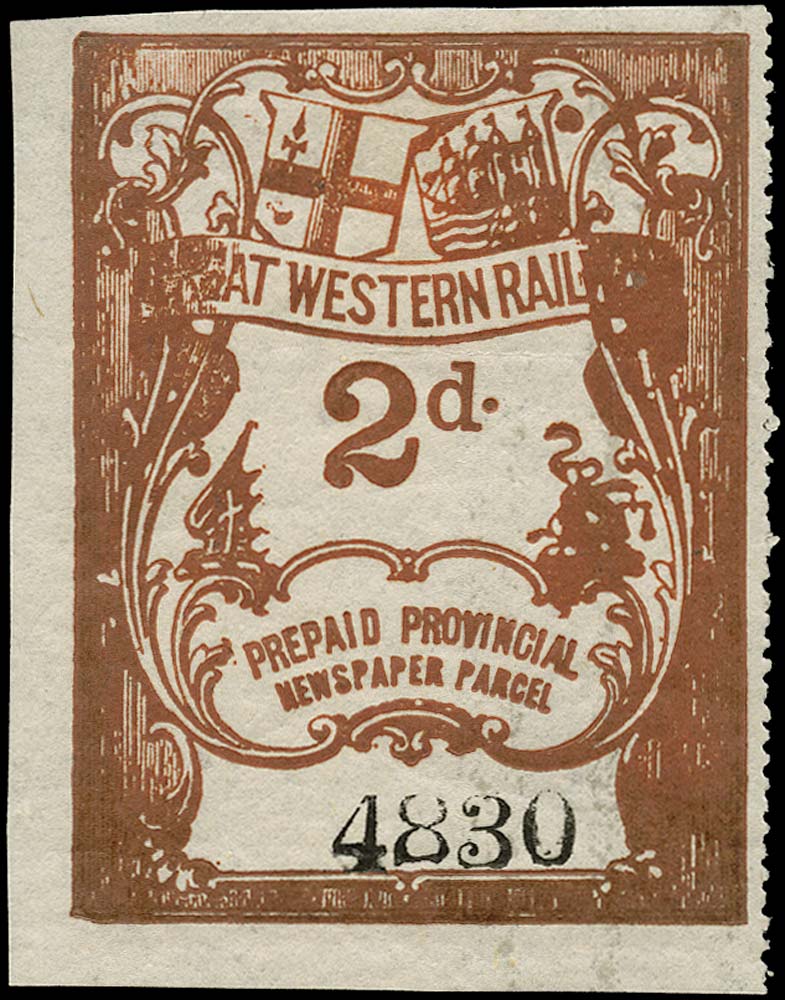 AT WESTERN RAIL
2d.
PREPAID PROVINCIAL
NEWSPAPER PARCEL
4830